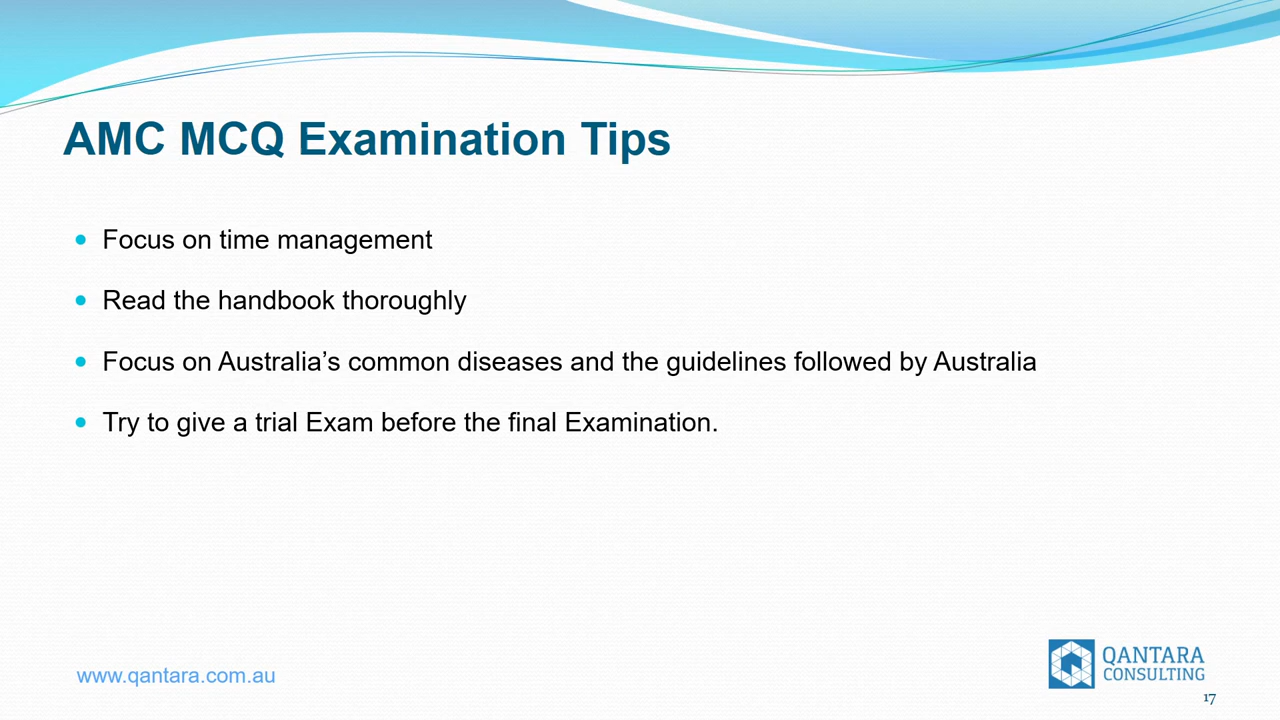 AMC MCQ Examination Tips
Focus on time management
Read the handbook thoroughly
Focus on Australia’s common diseases and the guidelines followed by Australia
Try to give a trial Exam before the final Examination.
www.qantara.com.au
QANTARA
CONSULTING
17